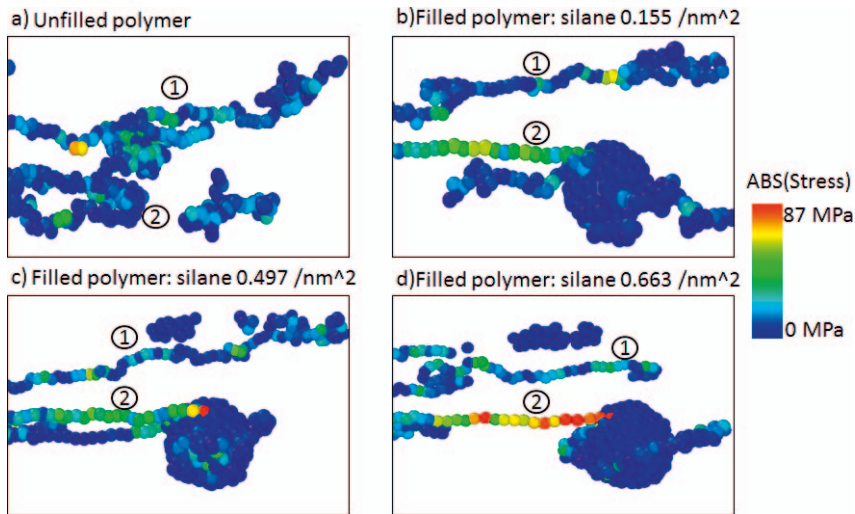 a) Unfilled polymer
①
②
b)Filled polymer: silane 0.155 /nm^2
①
②
ABS(Stress)
87 MPa
0 MPa
c) Filled polymer: silane 0.497 /nm^2
①
②
d)Filled polymer: silane 0.663 /nm^2
①
②